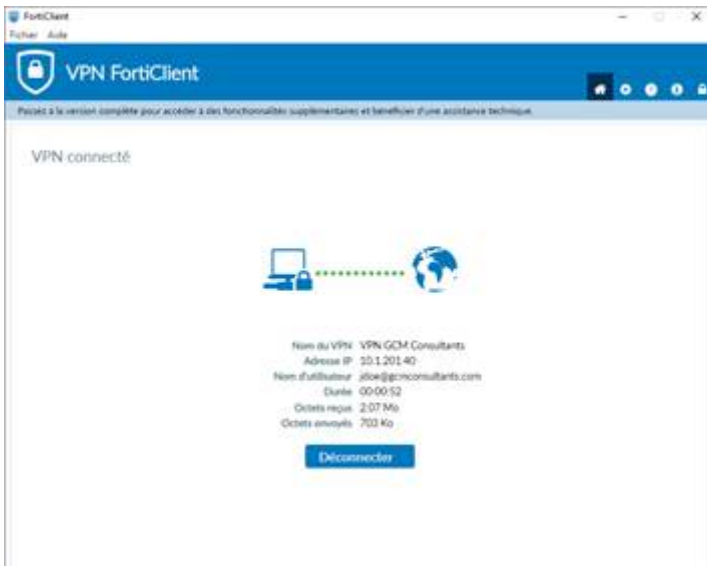 FortiClient
Fichier Aide
VPN FortiClient
Passez à la version complète pour accéder à des fonctionnalités supplémentaires et bénéficier d'une assistance technique.
VPN connecté
Nom du VPN VPN GCM Consultants
Adresse IP 10.1.201.40
Nom d'utilisateur jdoe@gcmconsultants.com
Durée 00:00:52
Octets reçus 2.07 Mo
Octets envoyés 703 Ko
Déconnecter